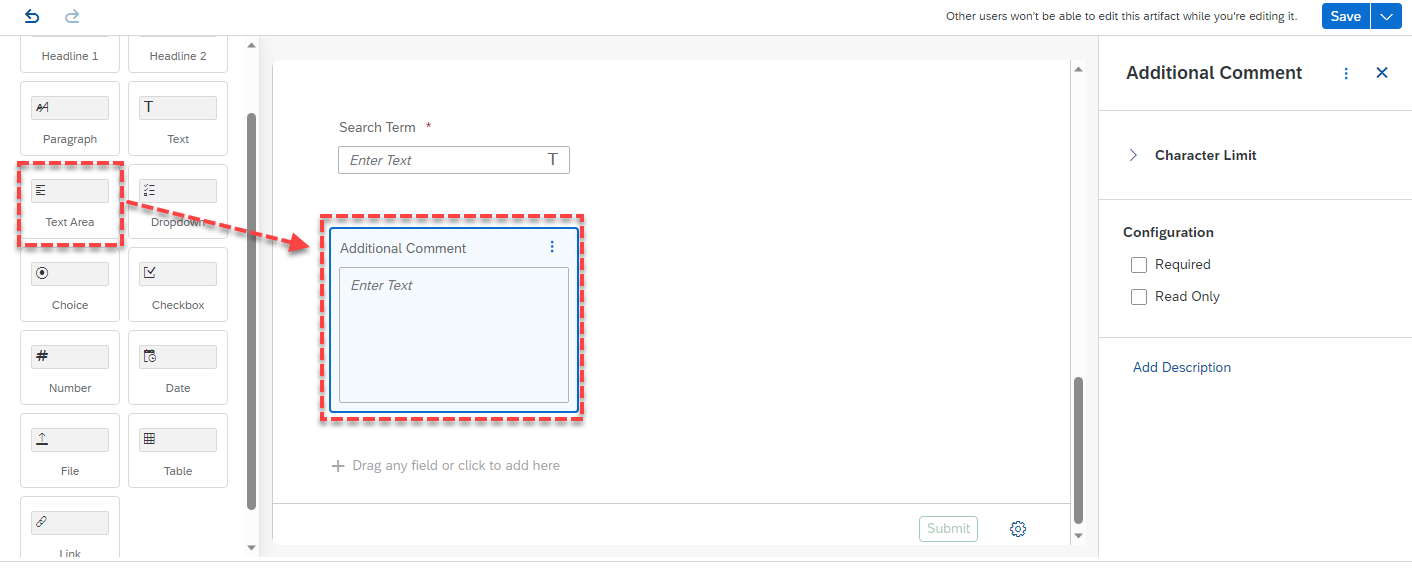 Other users won't be able to edit this artifact while you're editing it.
Save
Headline 1
Headline 2
Paragraph
T
Text
Text Area
Dropdown
Choice
Checkbox
#
Number
Date
File
Table
Link
Search Term *
Enter Text T
Additional Comment
Enter Text
+ Drag any field or click to add here
Submit
Additional Comment
Character Limit
Configuration
Required
Read Only
Add Description